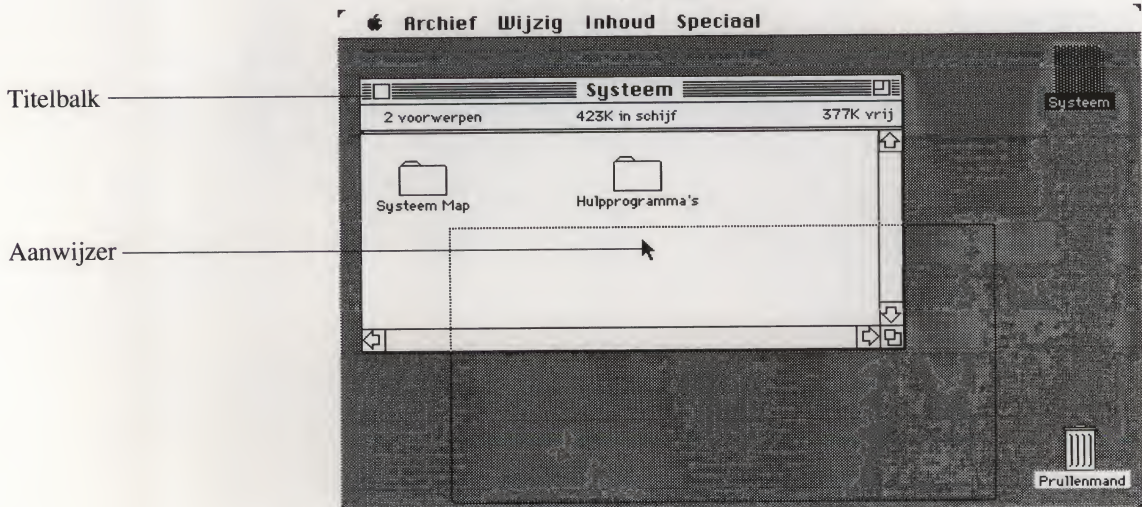 Archief Wijzig Inhoud Speciaal
Titelbalk
Systeem
2 voorwerpen 423K in schijf 377K vrij
Systeem
Systeem Map Hulpprogramma's
Aanwijzer
Prullenmand